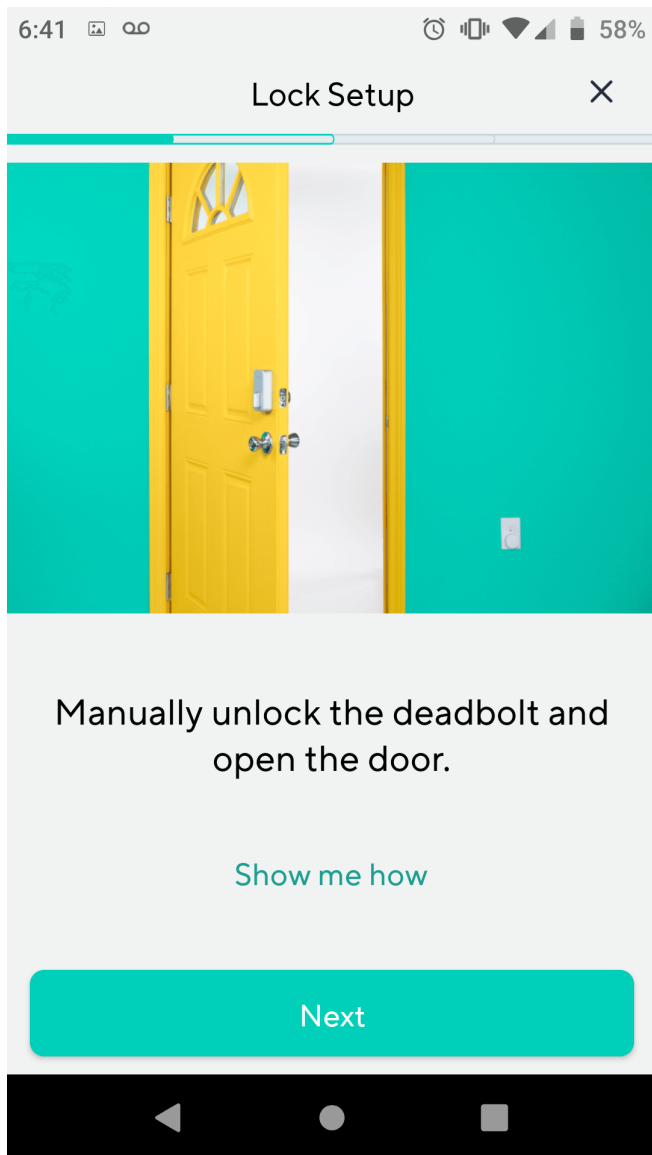 6:41
58%
Lock Setup
Manually unlock the deadbolt and
open the door.
Show me how
Next